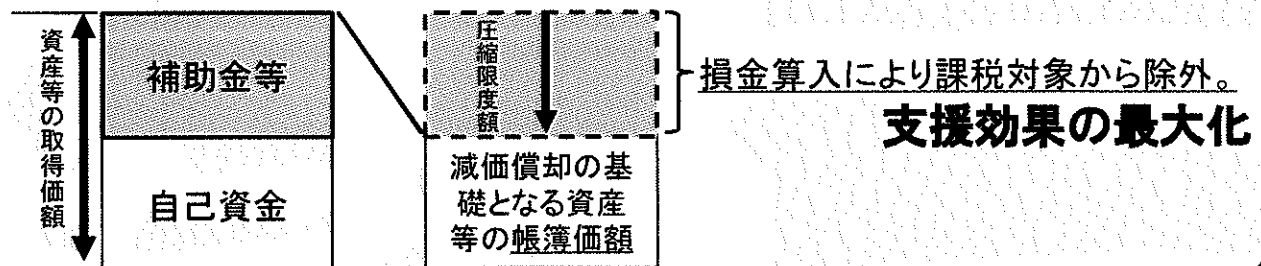 資産等の取得価額
補助金等
自己資金
圧縮限度額
減価償却の基
礎となる資産
等の帳簿価額
損金算入により課税対象から除外。
支援効果の最大化